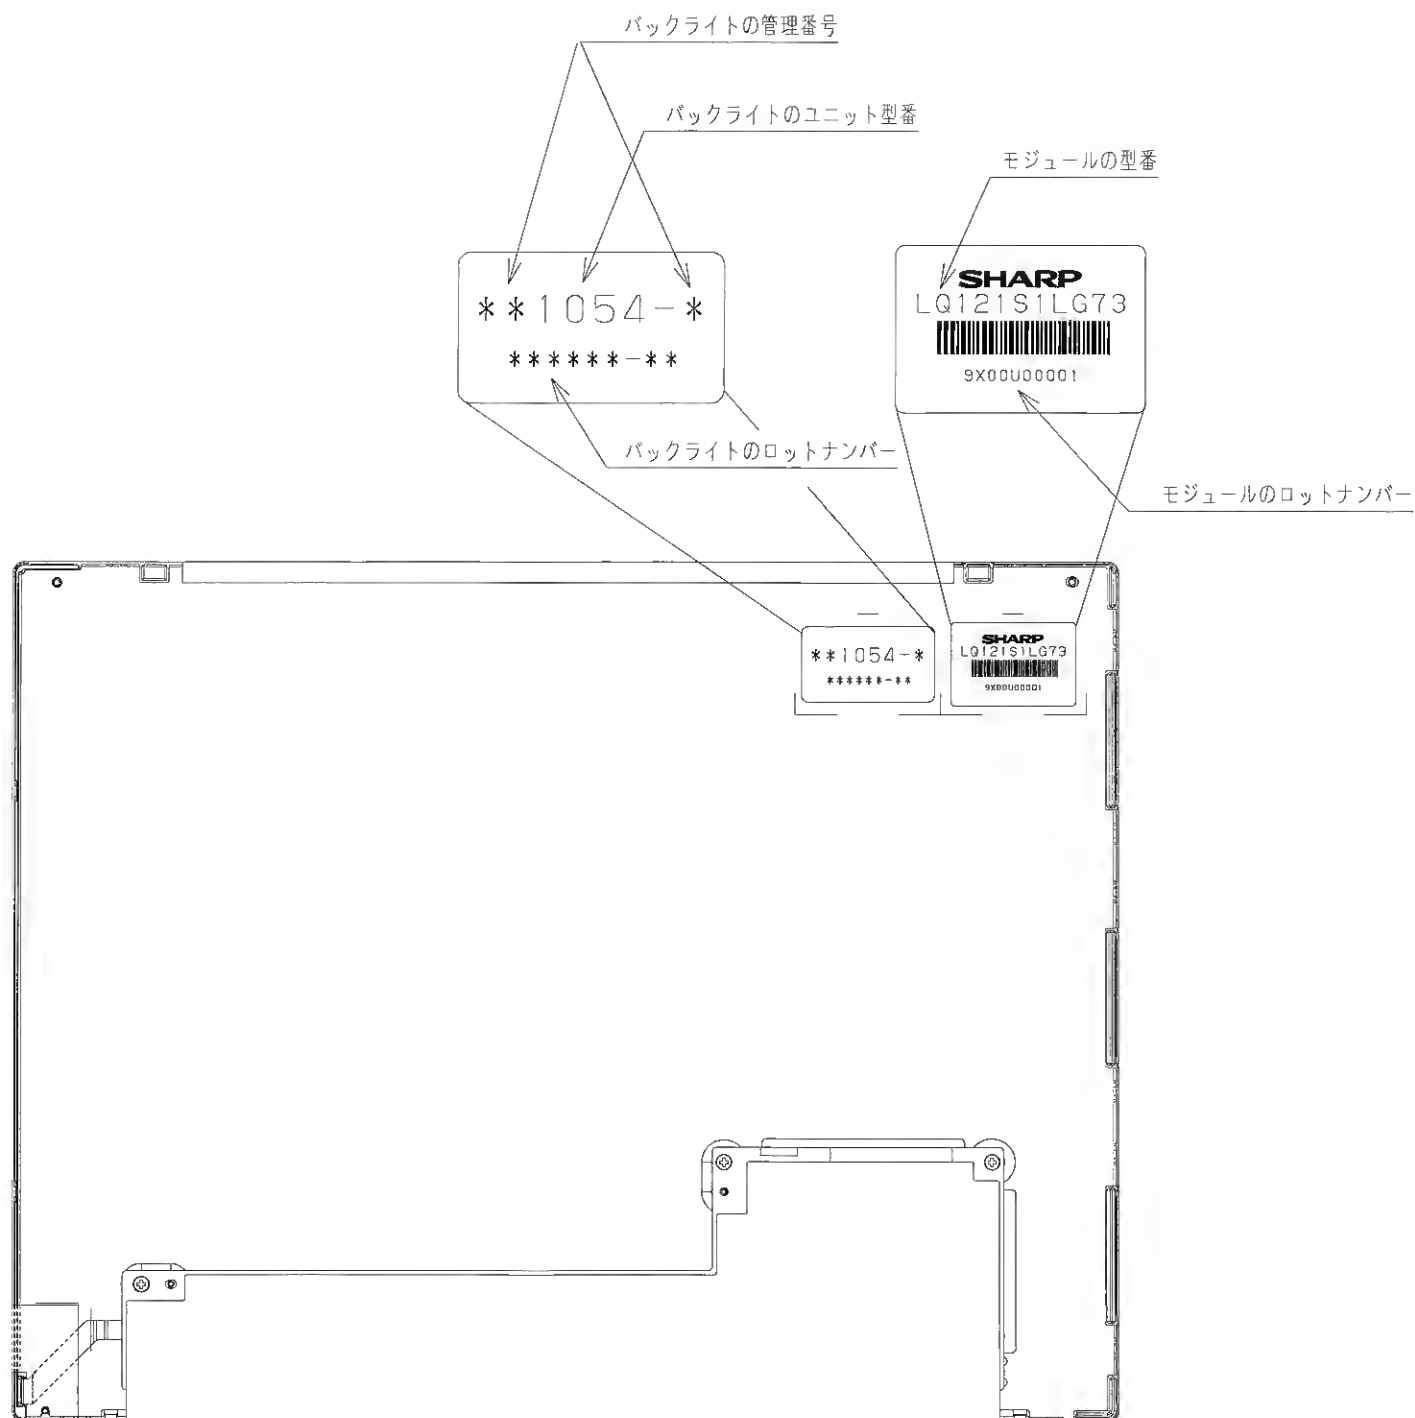 バックライトの管理番号
バックライトのユニット型番
モジュールの型番
**1054-*
******-**
SHARP
LQ121S1LG73
9X00U00001
バックライトのロットナンバー
モジュールのロットナンバー
**1054-*
******-**
SHARP
LQ121S1LG73
9X00U00001